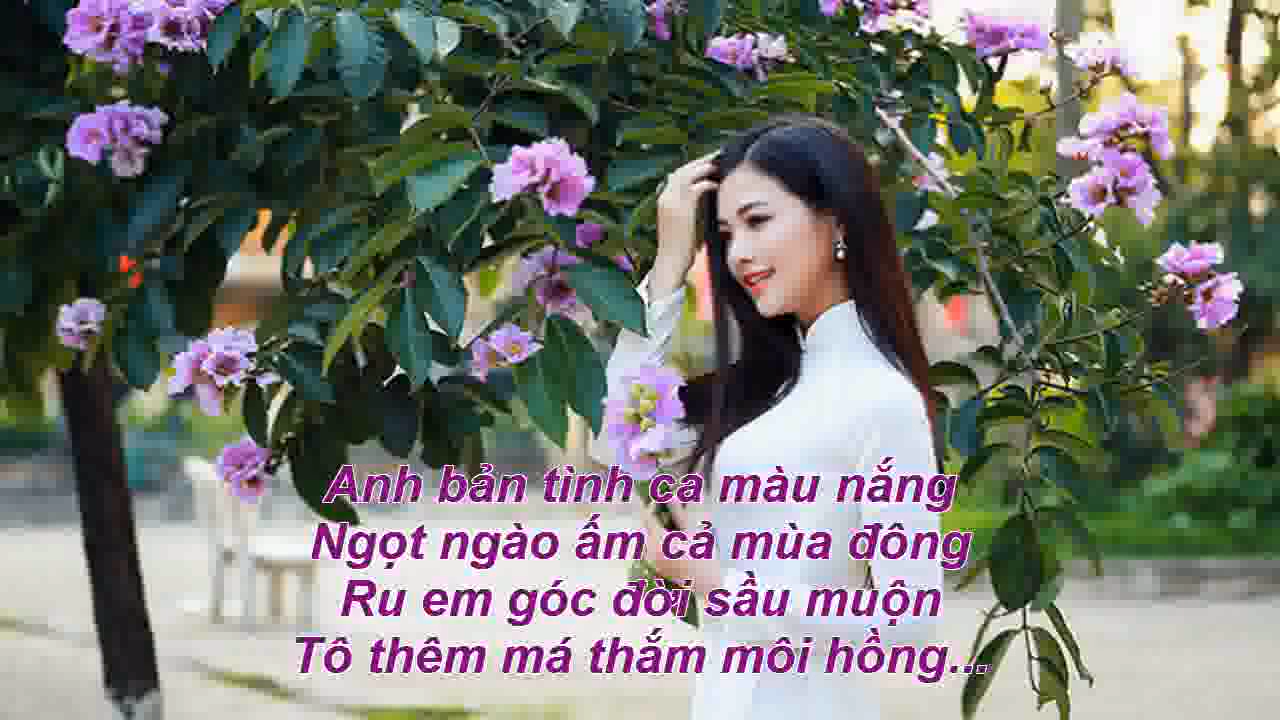 Anh bản tình ca màu nắng
Ngọt ngào ấm cả mùa đông
Ru em góc đời sầu muộn
Tô thêm má thắm môi hồng...